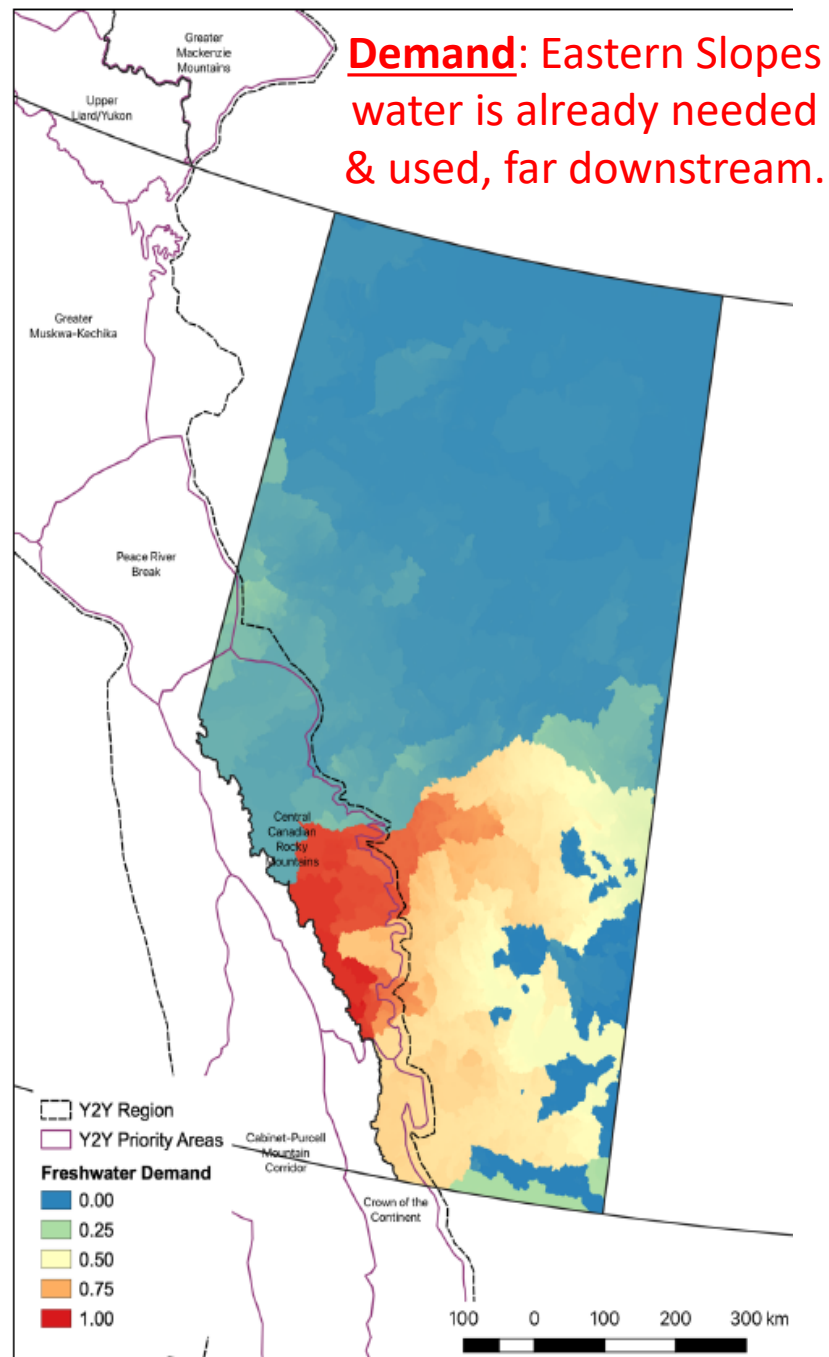 Demand: Eastern Slopes
water is already needed
& used, far downstream.
Greater
Mackenzie
Mountains
Upper
Liard/Yukon
Greater
Muskwa-Kechika
Peace River
Break
Central
Canadian
Rocky
Mountains
Cabinet-Purcell
Mountain
Corridor
Crown of the
Continent
Y2Y Region
Y2Y Priority Areas
Freshwater Demand
0.00
0.25
0.50
0.75
1.00
100 0 100 200 300 km